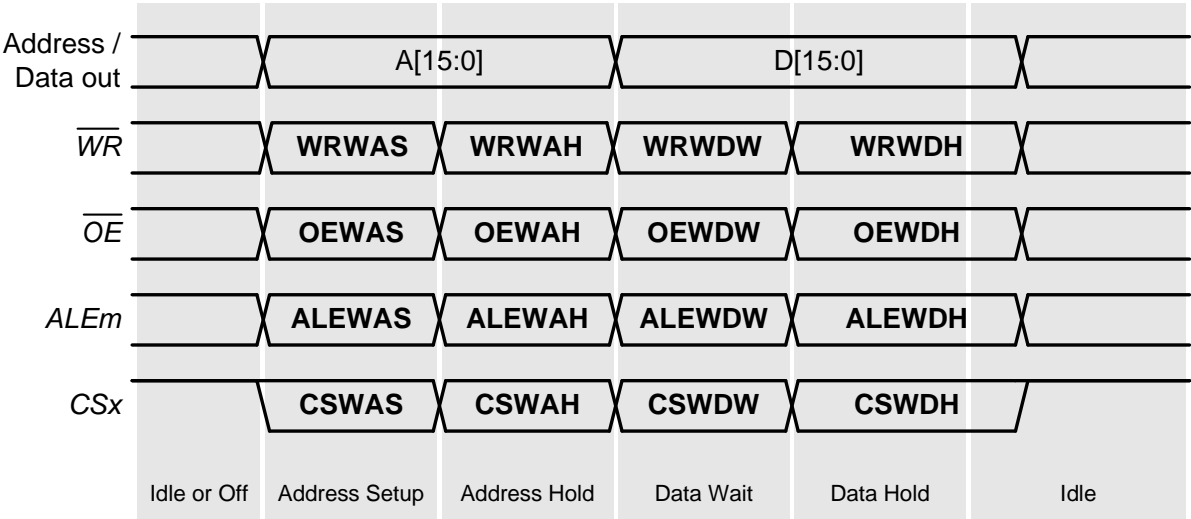 Address /
Data out
A[15:0]
D[15:0]
WR
WRWAS
WRWAH
WRWDW
WRWDH
OE
OEWAS
OEWAH
OEWDW
OEWDH
ALEm
ALEWAS
ALEWAH
ALEWDW
ALEWDH
CSx
CSWAS
CSWAH
CSWDW
CSWDH
Idle or Off
Address Setup
Address Hold
Data Wait
Data Hold
Idle